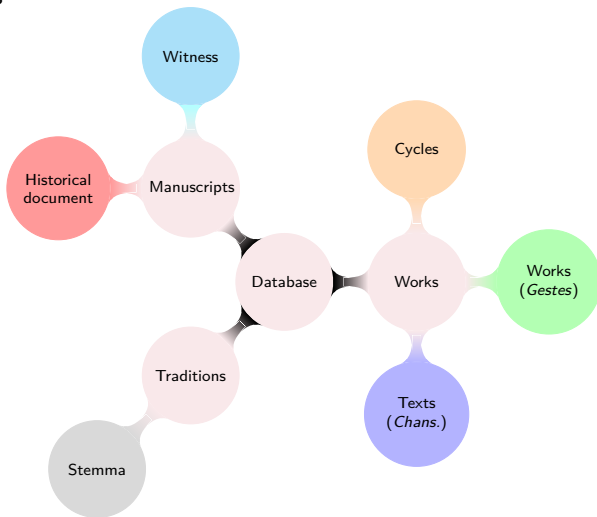 Witness
Cycles
Historical
document
Manuscripts
Works
(Gestes)
Database
Works
Traditions
Texts
(Chans.)
Stemma